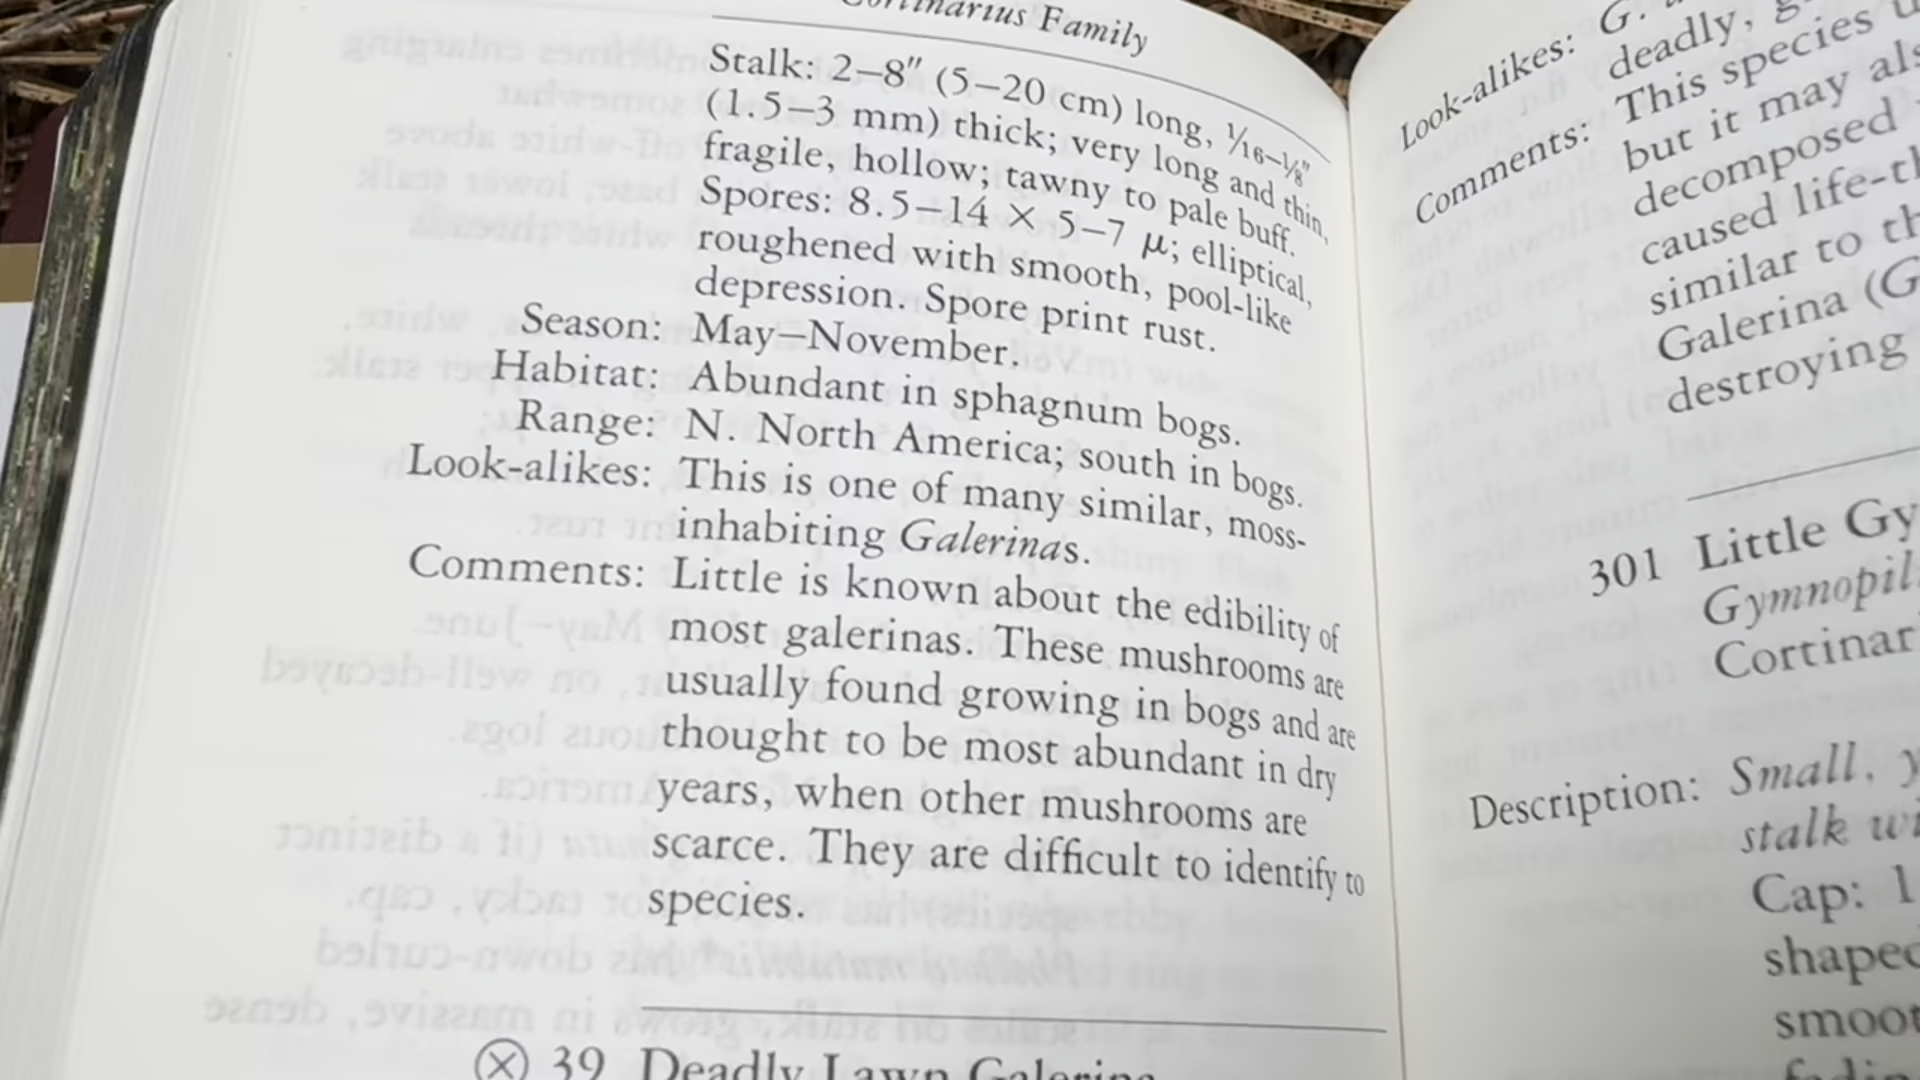 Cortinarius Family
Stalk: 2–8" (5–20 cm) long, 1/16–1/8"
(1.5–3 mm) thick; very long and thin,
fragile, hollow; tawny to pale buff.
Spores: 8.5–14 × 5–7 μ; elliptical,
roughened with smooth, pool-like
depression. Spore print rust.
Season: May–November.
Habitat: Abundant in sphagnum bogs.
Range: N. North America; south in bogs.
Look-alikes: This is one of many similar, moss-
inhabiting Galerinas.
Comments: Little is known about the edibility of
most galerinas. These mushrooms are
usually found growing in bogs and are
thought to be most abundant in dry
years, when other mushrooms are
scarce. They are difficult to identify to
species.
⊗ 39 Deadly Lawn Galerina
Look-alikes: G.
deadly,
Comments: This species
but it may
decomposed
caused
similar to
Galerina (G
destroying
301 Little
Description: Small,
stalk
Cap: 1